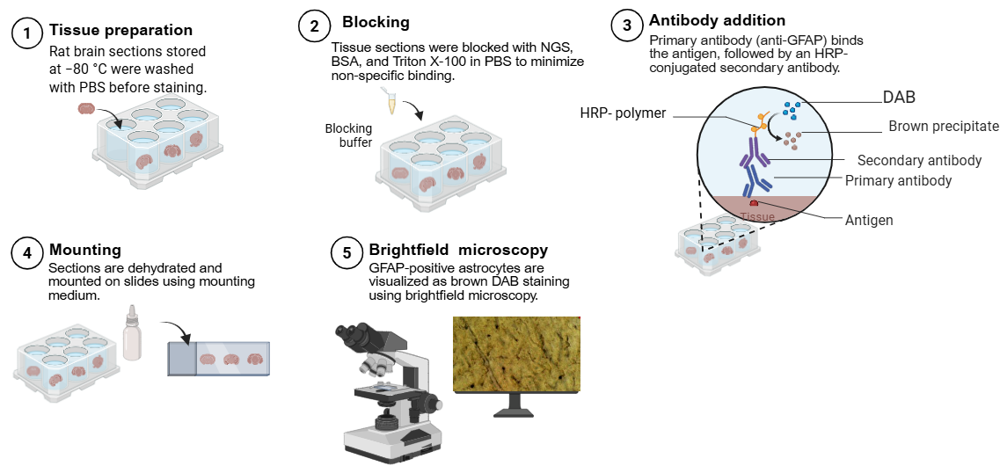 1 Tissue preparation
Rat brain sections stored
at −80 °C were washed
with PBS before staining.
2 Blocking
Tissue sections were blocked with NGS,
BSA, and Triton X-100 in PBS to minimize
non-specific binding.
Blocking
buffer
3 Antibody addition
Primary antibody (anti-GFAP) binds
the antigen, followed by an HRP-
conjugated secondary antibody.
HRP- polymer
DAB
Brown precipitate
Secondary antibody
Primary antibody
Antigen
Tissue
4 Mounting
Sections are dehydrated and
mounted on slides using mounting
medium.
5 Brightfield microscopy
GFAP-positive astrocytes are
visualized as brown DAB staining
using brightfield microscopy.